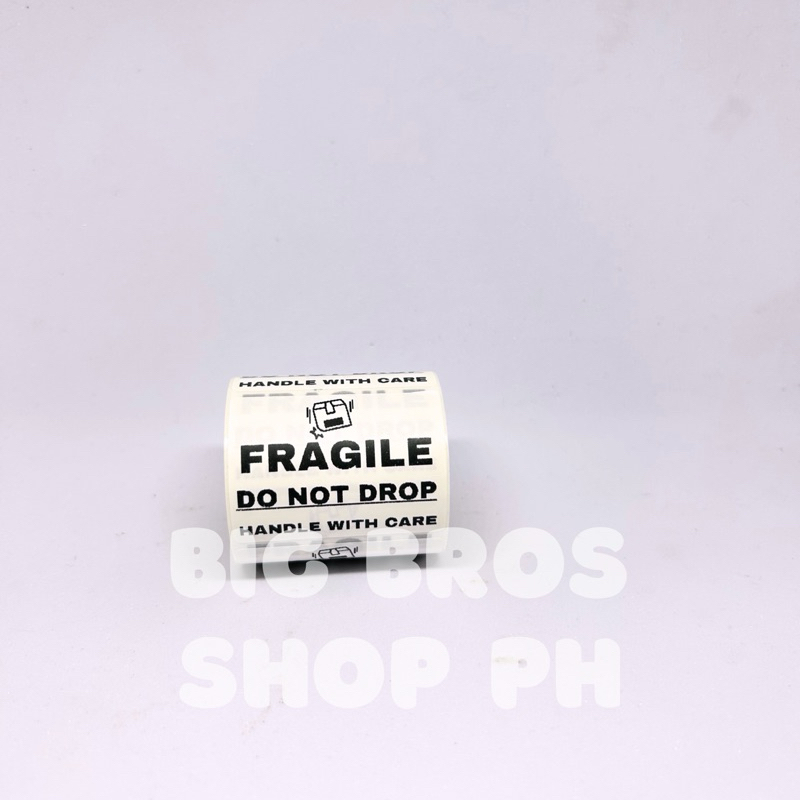 HANDLE WITH CARE
FRAGILE
DO NOT DROP
HANDLE WITH CARE
BIG BROS
SHOP PH